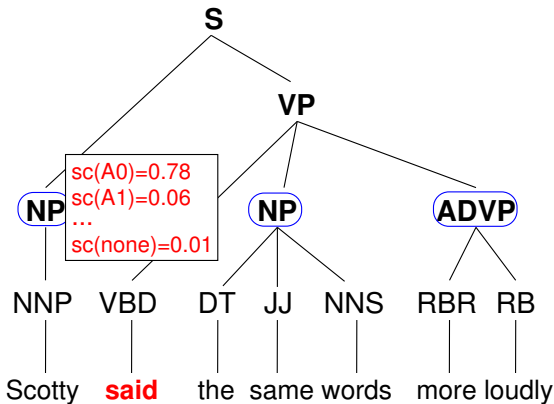 S
VP
sc(A0)=0.78
sc(A1)=0.06
...
sc(none)=0.01
NP NP ADVP
NNP VBD DT JJ NNS RBR RB
Scotty said the same words more loudly